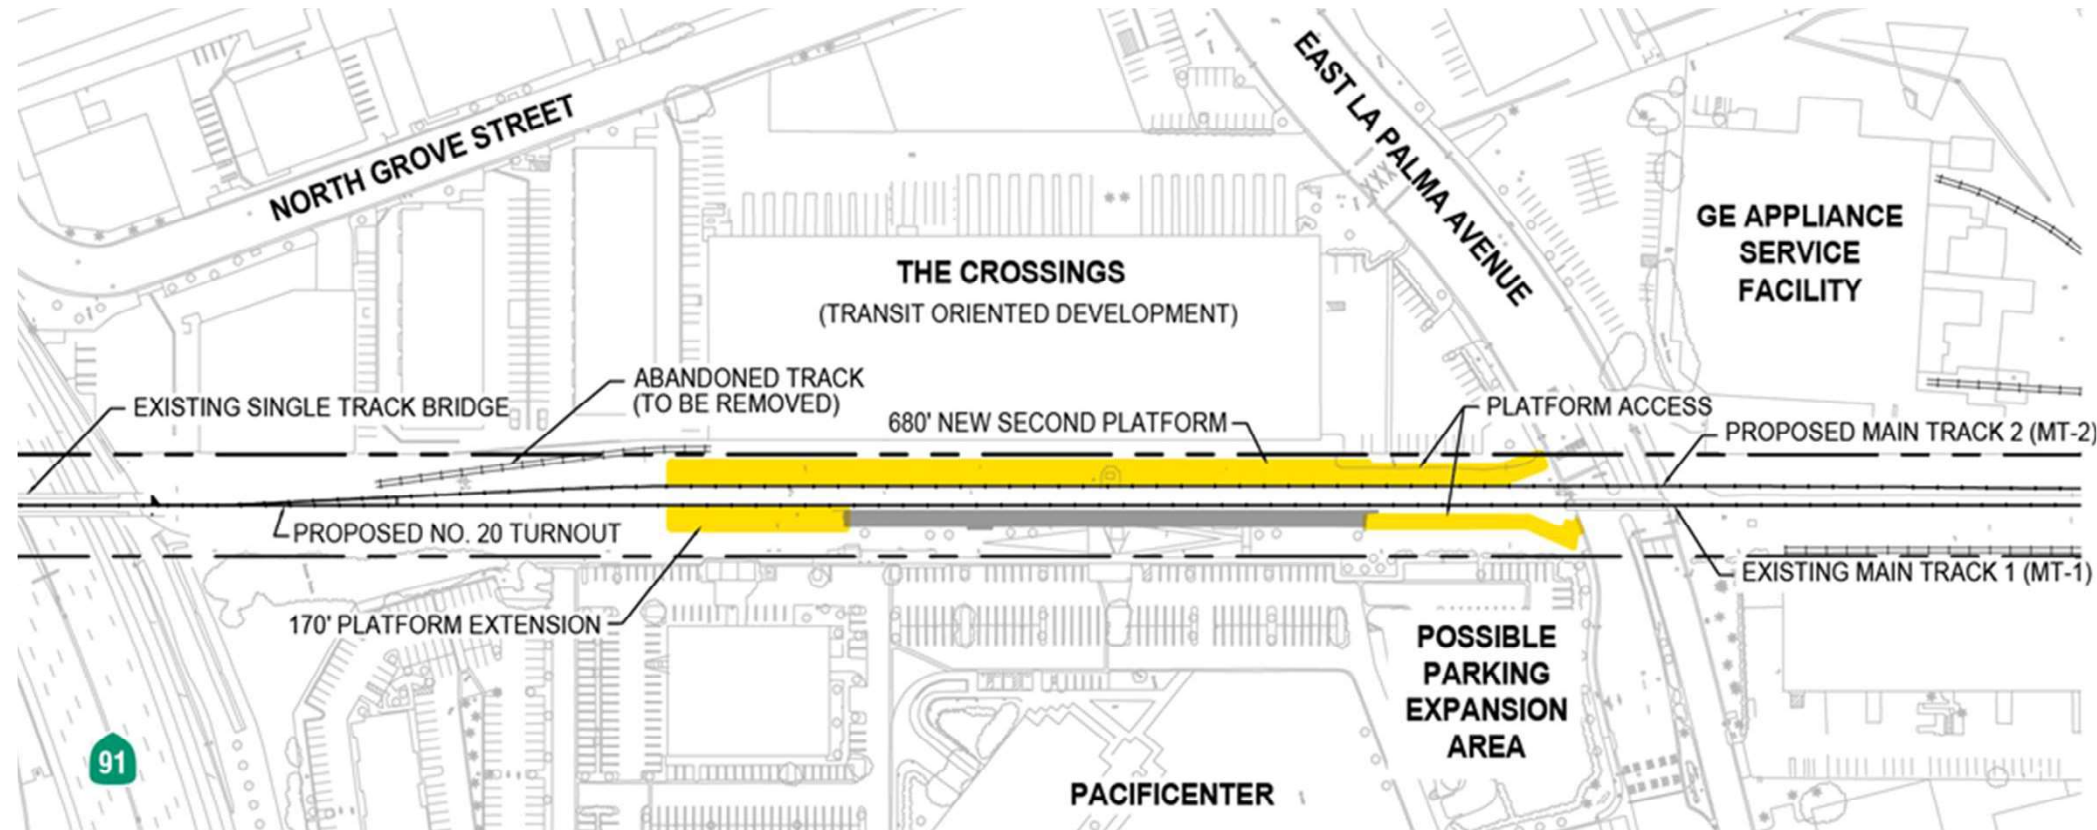 EAST LA PALMA AVENUE
NORTH GROVE STREET
GE APPLIANCE
SERVICE
FACILITY
THE CROSSINGS
(TRANSIT ORIENTED DEVELOPMENT)
ABANDONED TRACK
(TO BE REMOVED)
EXISTING SINGLE TRACK BRIDGE
680' NEW SECOND PLATFORM
PLATFORM ACCESS
PROPOSED MAIN TRACK 2 (MT-2)
PROPOSED NO. 20 TURNOUT
EXISTING MAIN TRACK 1 (MT-1)
170' PLATFORM EXTENSION
POSSIBLE
PARKING
EXPANSION
AREA
91
PACIFICENTER